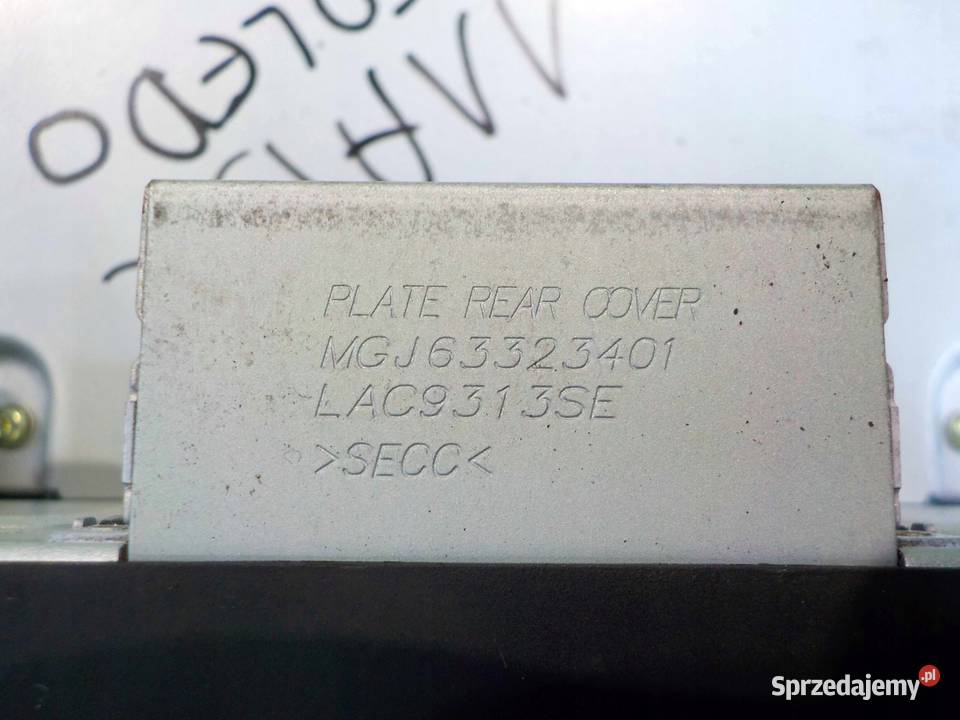 PLATE REAR COVER
MGJ63323401
LAC9313SE
>SECC<
Sprzedajemy.pl